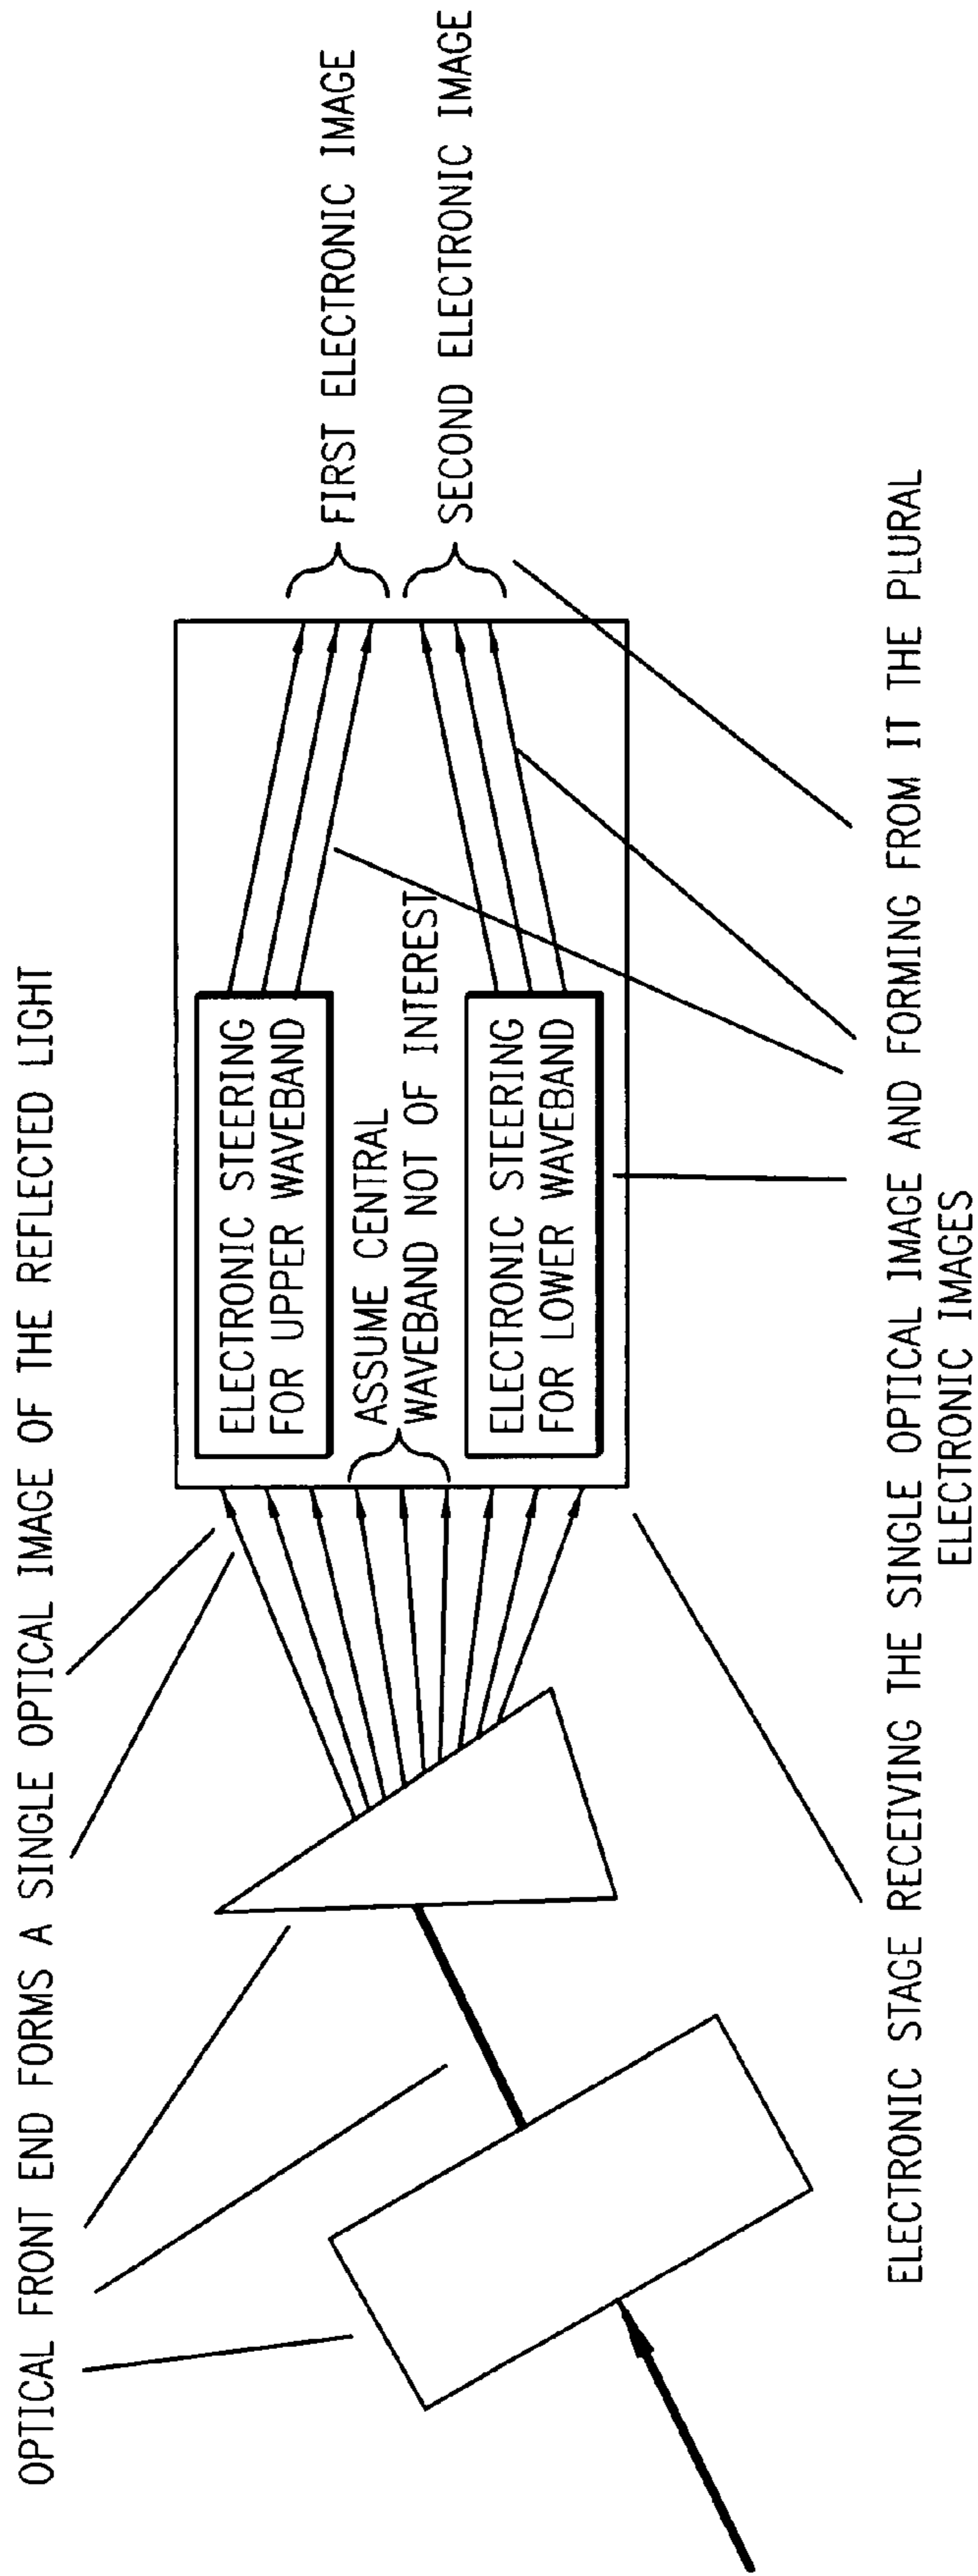 OPTICAL FRONT END FORMS A SINGLE OPTICAL IMAGE OF THE REFLECTED LIGHT
ELECTRONIC STEERING
FOR UPPER WAVEBAND
ASSUME CENTRAL
WAVEBAND NOT OF INTEREST
ELECTRONIC STEERING
FOR LOWER WAVEBAND
FIRST ELECTRONIC IMAGE
SECOND ELECTRONIC IMAGE
ELECTRONIC STAGE RECEIVING THE SINGLE OPTICAL IMAGE AND FORMING FROM IT THE PLURAL
ELECTRONIC IMAGES